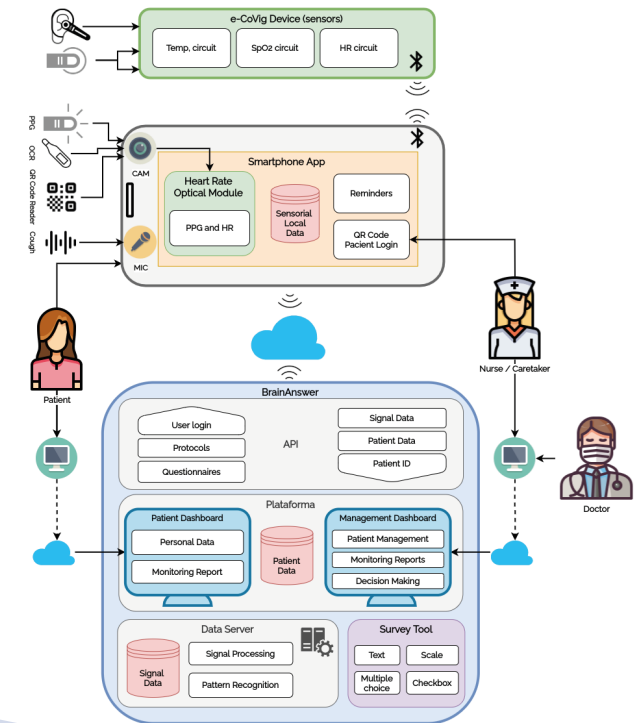 e-CoVig Device (sensors)
Temp, circuit
SpO2 circuit
HR circuit
PPG
OCR
QR Code Reader
Cough
CAM
MIC
Smartphone App
Heart Rate
Optical Module
PPG and HR
Sensorial
Local
Data
Reminders
QR Code
Pacient Login
Patient
Nurse / Caretaker
Doctor
BrainAnswer
User login
Protocols
Questionnaires
API
Signal Data
Patient Data
Patient ID
Plataforma
Patient Dashboard
Personal Data
Monitoring Report
Patient
Data
Management Dashboard
Patient Management
Monitoring Reports
Decision Making
Data Server
Signal
Data
Signal Processing
Pattern Recognition
Survey Tool
Text
Scale
Multiple
choice
Checkbox